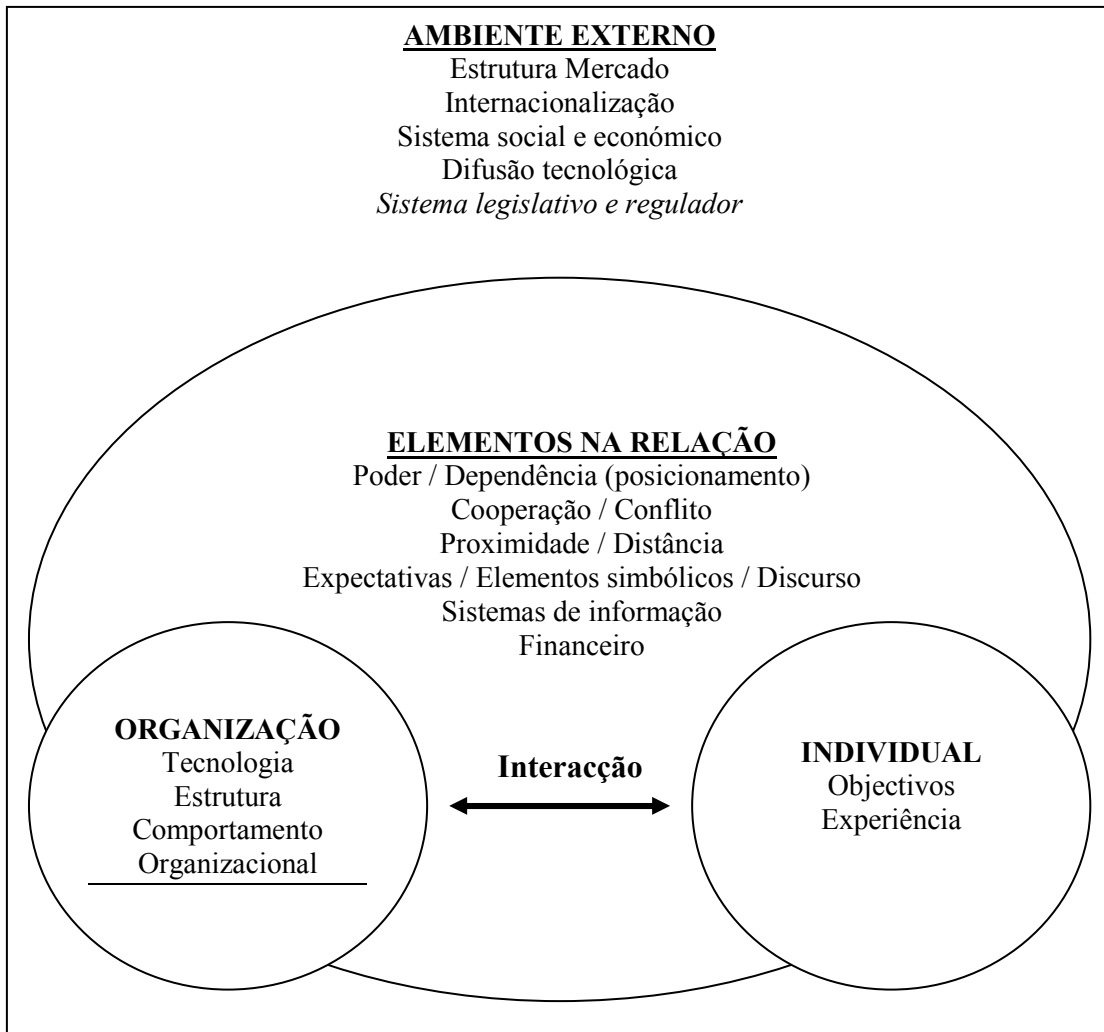 AMBIENTE EXTERNO
Estrutura Mercado
Internacionalização
Sistema social e económico
Difusão tecnológica
Sistema legislativo e regulador
ELEMENTOS NA RELAÇÃO
Poder / Dependência (posicionamento)
Cooperação / Conflito
Proximidade / Distância
Expectativas / Elementos simbólicos / Discurso
Sistemas de informação
Financeiro
ORGANIZAÇÃO
Tecnologia
Estrutura
Comportamento
Organizacional
Interacção
INDIVIDUAL
Objectivos
Experiência